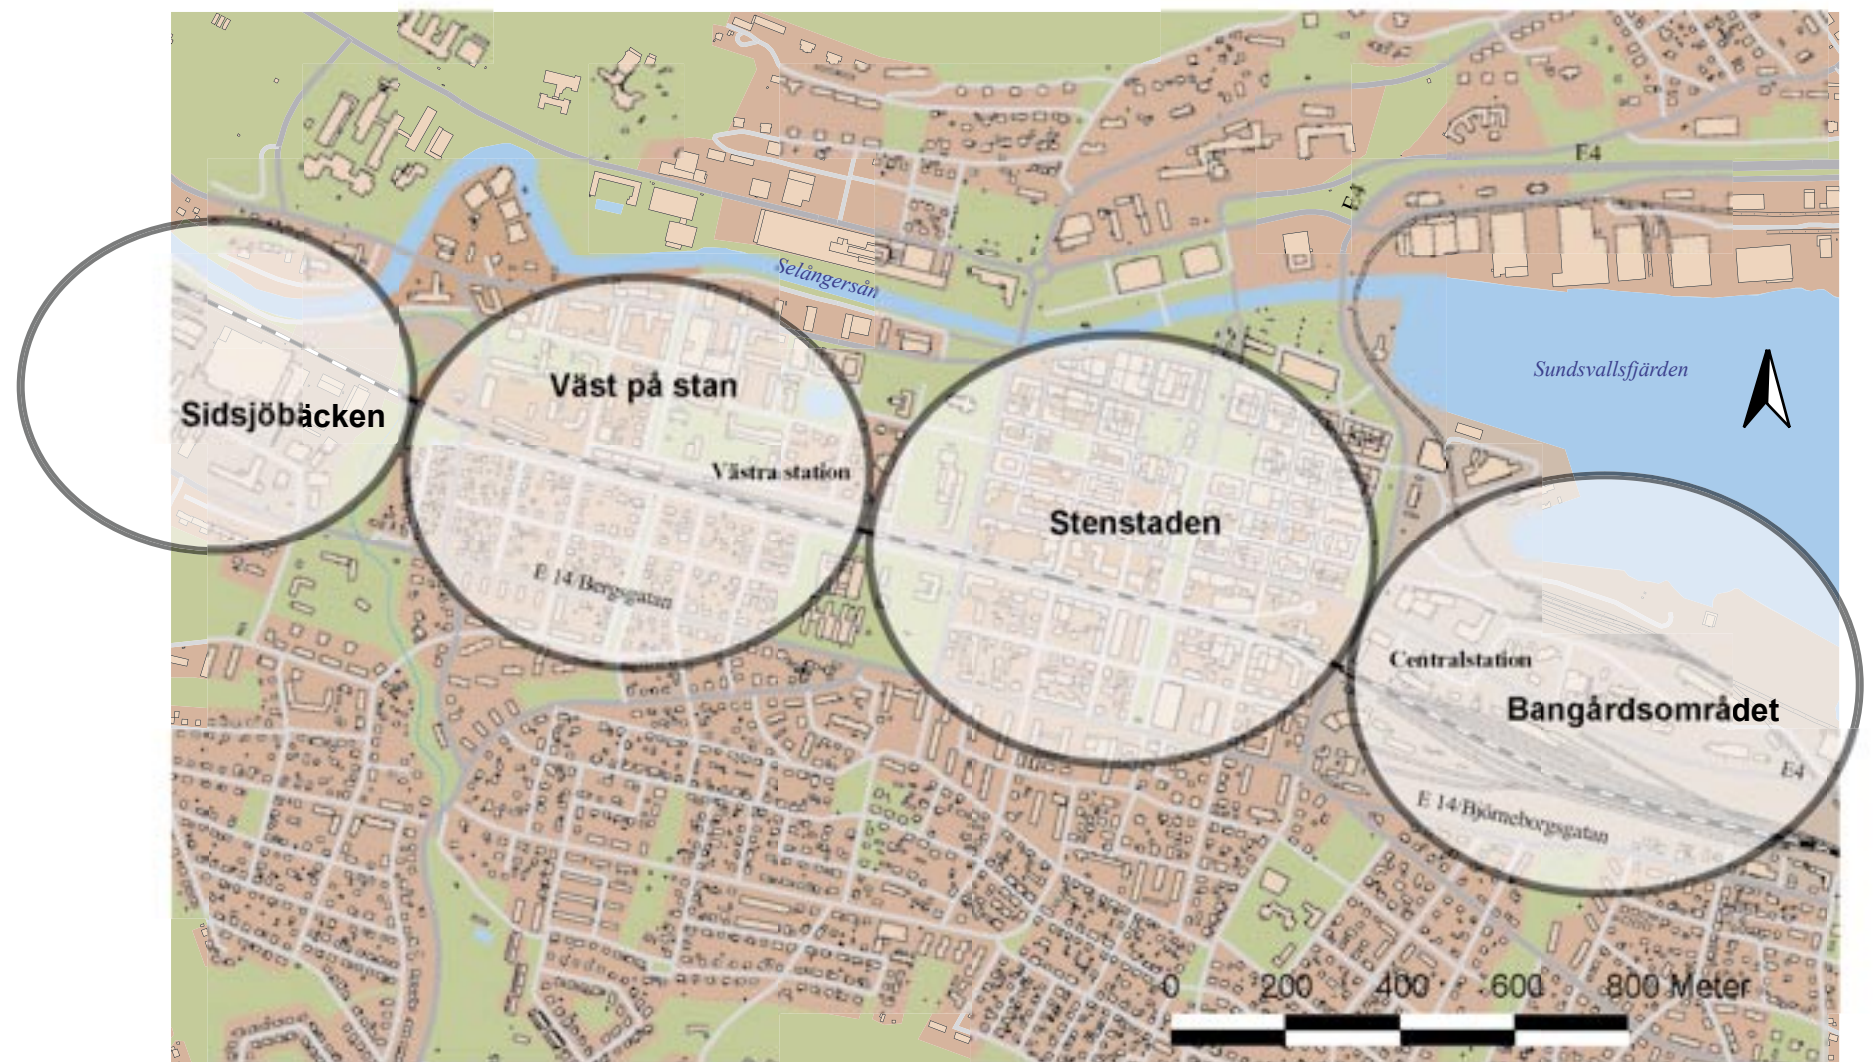 E4
E4
Selångersån
Sundsvallsfjärden
Väst på stan
Sidsjöbäcken
Västra station
Stenstaden
E 14/Bergsgatan
Centralstation
Bangårdsområdet
E4
E 14/Björneborgsgatan
0 200 400 600 800 Meter